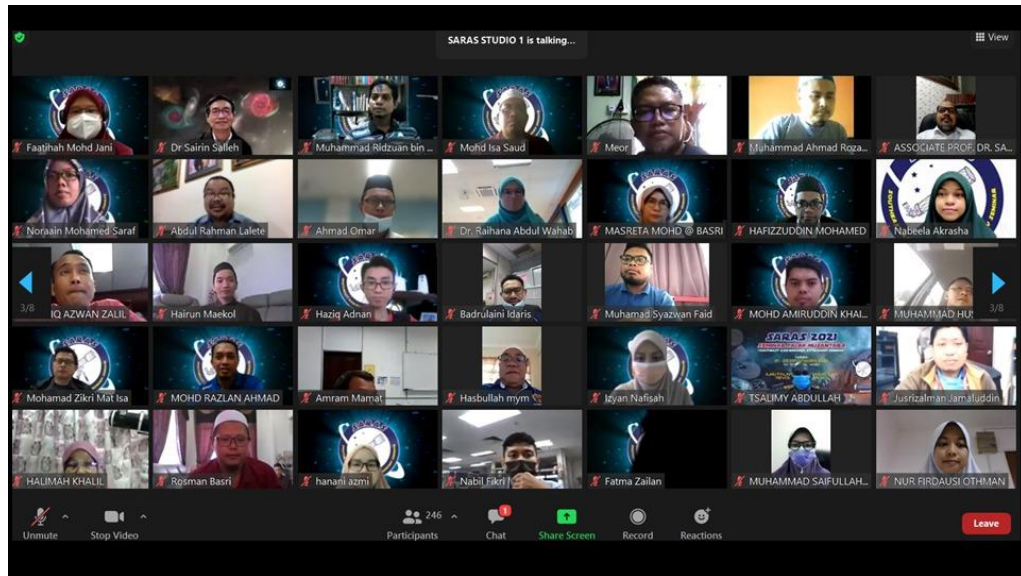 SARAS STUDIO 1 is talking...
View
Faatihah Mohd Jani
Dr Sairin Salleh
Muhammad Ridzuan bin ...
Mohd Isa Saud
Meor
Muhammad Ahmad Roza...
ASSOCIATE PROF. DR. SA...
Noraain Mohamed Saraf
Abdul Rahman Lalete
Ahmad Omar
Dr. Raihana Abdul Wahab
MASRETA MOHD @ BASRI
HAFIZZUDDIN MOHAMED
Nabeela Akrasha
3/8
IQ AZWAN ZALIL
Hairun Maekol
Haziq Adnan
Badrulaini Idaris
Muhamad Syazwan Faid
MOHD AMIRUDDIN KHAL...
MUHAMMAD HU
3/8
Mohamad Zikri Mat Isa
MOHD RAZLAN AHMAD
Amram Mamat
Hasbullah mym
Izyan Nafisah
SARAS 2021
TSALIMY ABDULLAH
Jusrizalman Jamaluddin
HALIMAH KHALIL
Rosman Basri
hanani azmi
Nabil Fikri
Fatma Zailan
MUHAMMAD SAIFULLAH...
NUR FIRDAUSI OTHMAN
Unmute
Stop Video
246
Participants
1
Chat
Share Screen
Record
Reactions
Leave